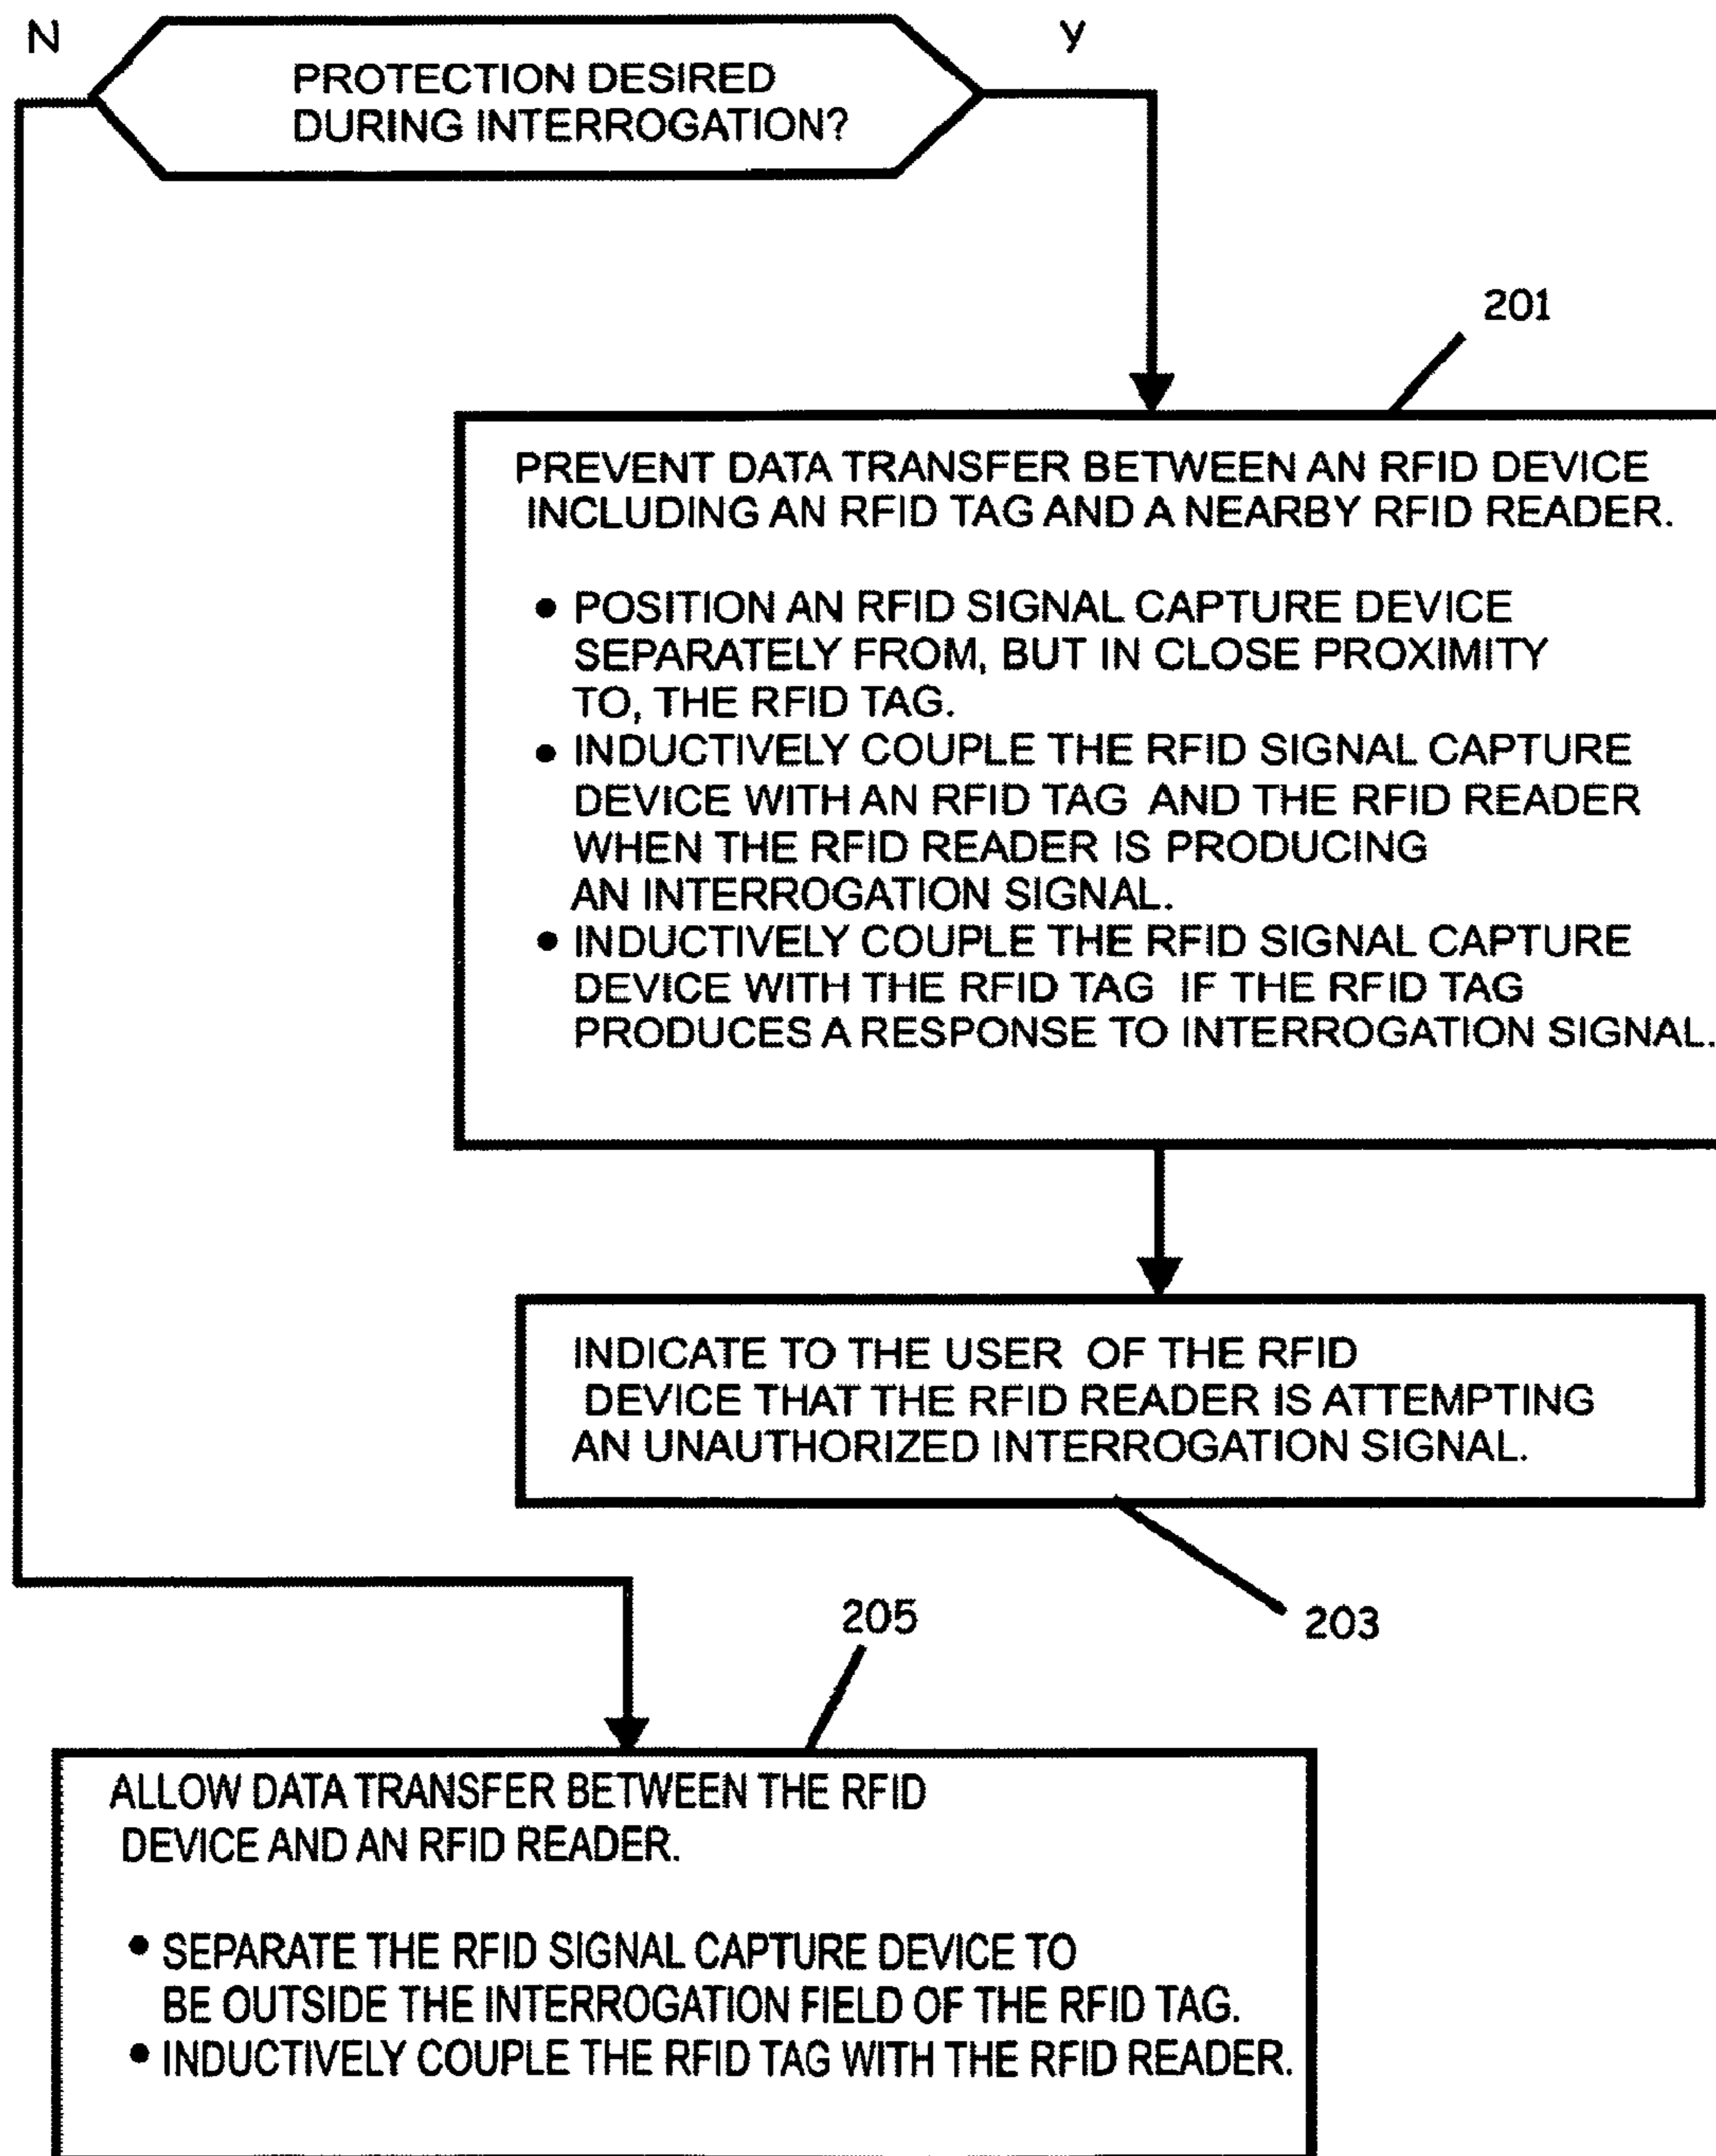 N
PROTECTION DESIRED
DURING INTERROGATION?
Y
201
PREVENT DATA TRANSFER BETWEEN AN RFID DEVICE
INCLUDING AN RFID TAG AND A NEARBY RFID READER.
• POSITION AN RFID SIGNAL CAPTURE DEVICE
SEPARATELY FROM, BUT IN CLOSE PROXIMITY
TO, THE RFID TAG.
• INDUCTIVELY COUPLE THE RFID SIGNAL CAPTURE
DEVICE WITH AN RFID TAG AND THE RFID READER
WHEN THE RFID READER IS PRODUCING
AN INTERROGATION SIGNAL.
• INDUCTIVELY COUPLE THE RFID SIGNAL CAPTURE
DEVICE WITH THE RFID TAG IF THE RFID TAG
PRODUCES A RESPONSE TO INTERROGATION SIGNAL.
INDICATE TO THE USER OF THE RFID
DEVICE THAT THE RFID READER IS ATTEMPTING
AN UNAUTHORIZED INTERROGATION SIGNAL.
203
205
ALLOW DATA TRANSFER BETWEEN THE RFID
DEVICE AND AN RFID READER.
• SEPARATE THE RFID SIGNAL CAPTURE DEVICE TO
BE OUTSIDE THE INTERROGATION FIELD OF THE RFID TAG.
• INDUCTIVELY COUPLE THE RFID TAG WITH THE RFID READER.